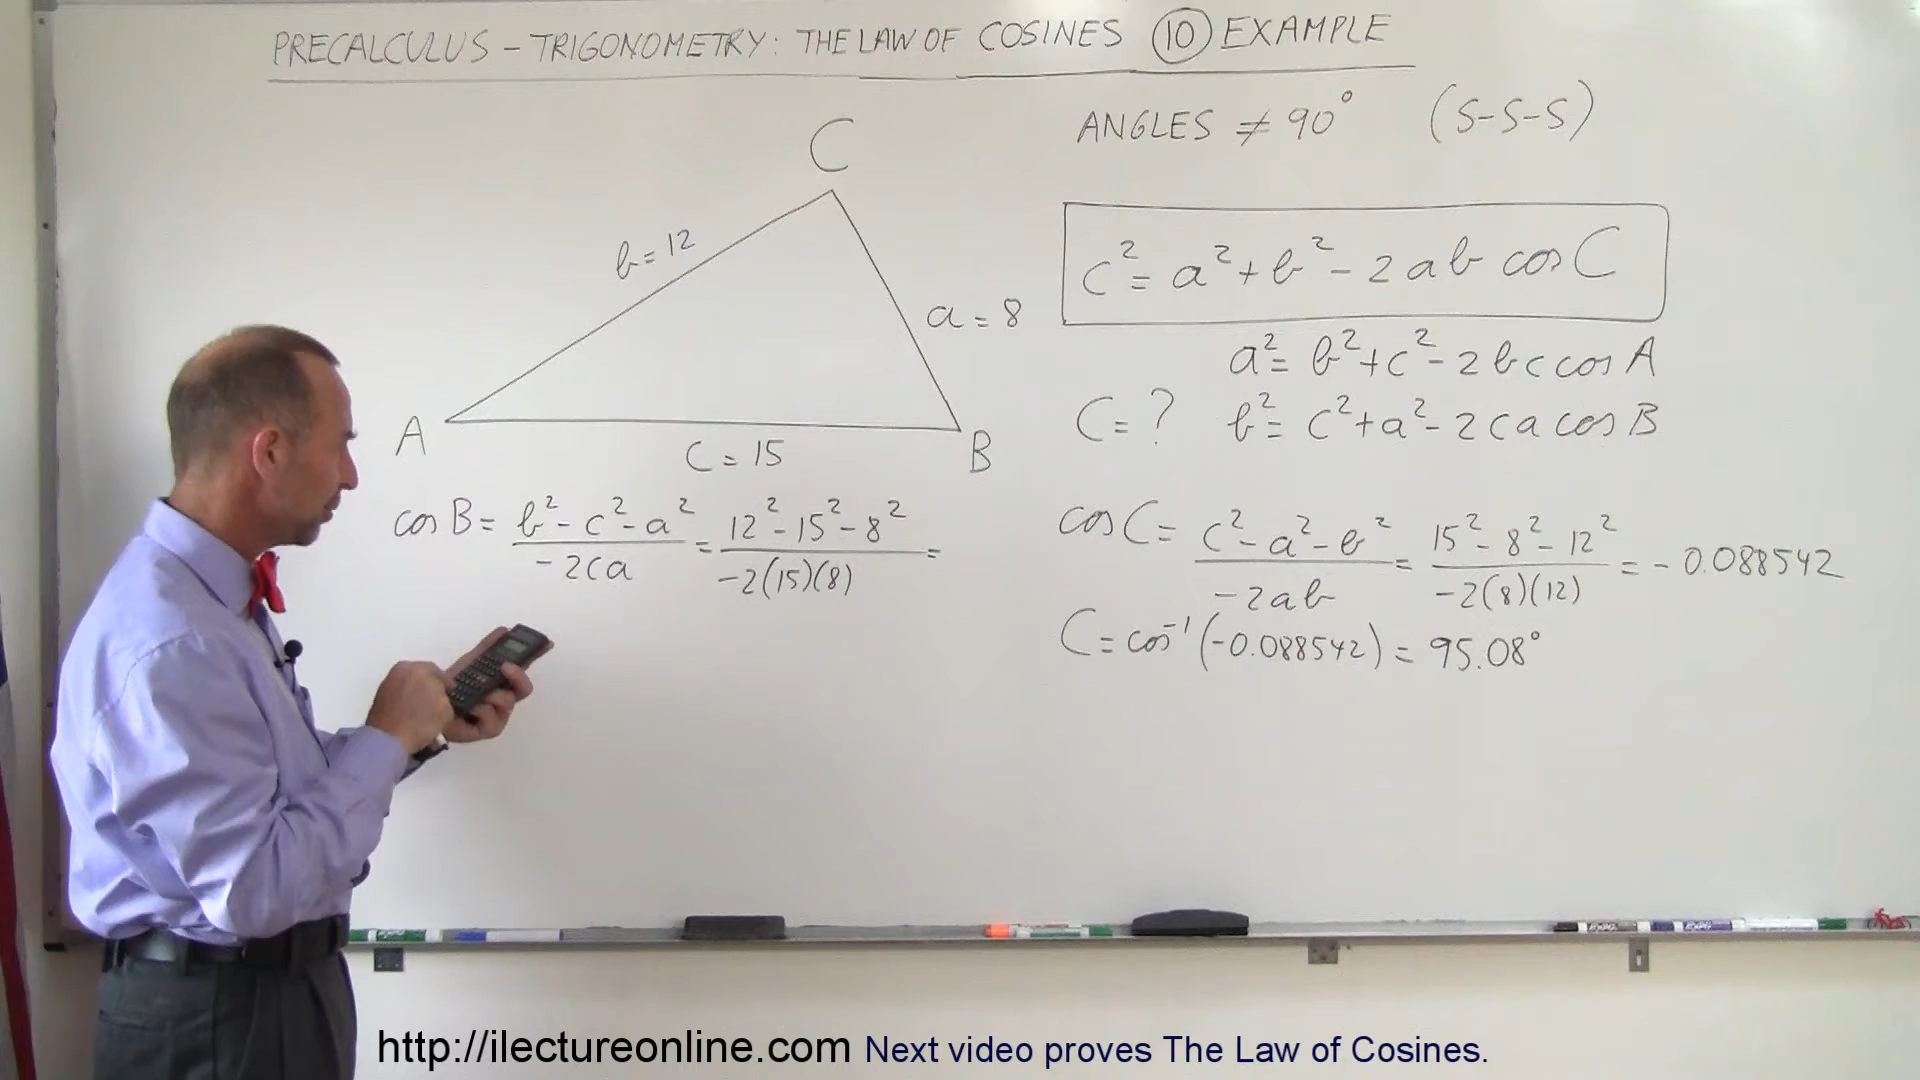 PRECALCULUS - TRIGONOMETRY: THE LAW OF COSINES (10) EXAMPLE
ANGLES ≠ 90° (S-S-S)
C
b = 12
a = 8
A
B
C = 15
c² = a² + b² - 2ab cos C
a² = b² + c² - 2bc cos A
C = ? b² = c² + a² - 2ca cos B
cos B = (b² - c² - a²)/(-2ca) = (12² - 15² - 8²)/(-2(15)(8)) =
cos C = (c² - a² - b²)/(-2ab) = (15² - 8² - 12²)/(-2(8)(12)) = -0.088542
C = cos⁻¹(-0.088542) = 95.08°
http://ilectureonline.com Next video proves The Law of Cosines.